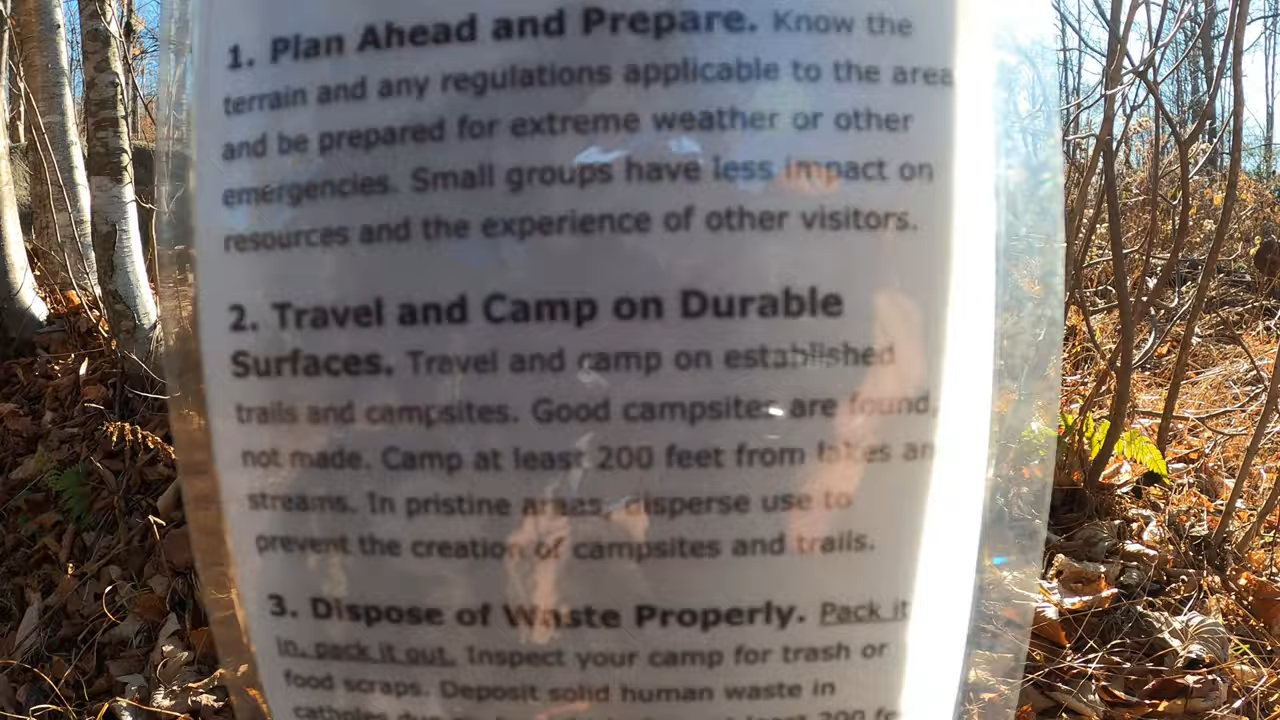 1. Plan Ahead and Prepare. Know the
terrain and any regulations applicable to the area
and be prepared for extreme weather or other
emergencies. Small groups have less impact on
resources and the experience of other visitors.
2. Travel and Camp on Durable
Surfaces. Travel and camp on established
trails and campsites. Good campsites are found,
not made. Camp at least 200 feet from lakes an
streams. In pristine areas, disperse use to
prevent the creation of campsites and trails.
3. Dispose of Waste Properly. Pack it
in, pack it out. Inspect your camp for trash or
food scraps. Deposit solid human waste in
catholes least 200